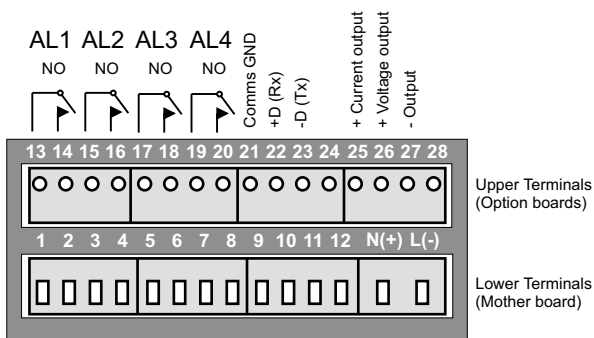 AL1 AL2 AL3 AL4
NO NO NO NO
Comms GND
+D (Rx)
-D (Tx)
+ Current output
+ Voltage output
- Output
13 14 15 16 17 18 19 20 21 22 23 24 25 26 27 28
Upper Terminals
(Option boards)
1 2 3 4 5 6 7 8 9 10 11 12 N(+) L(-)
Lower Terminals
(Mother board)